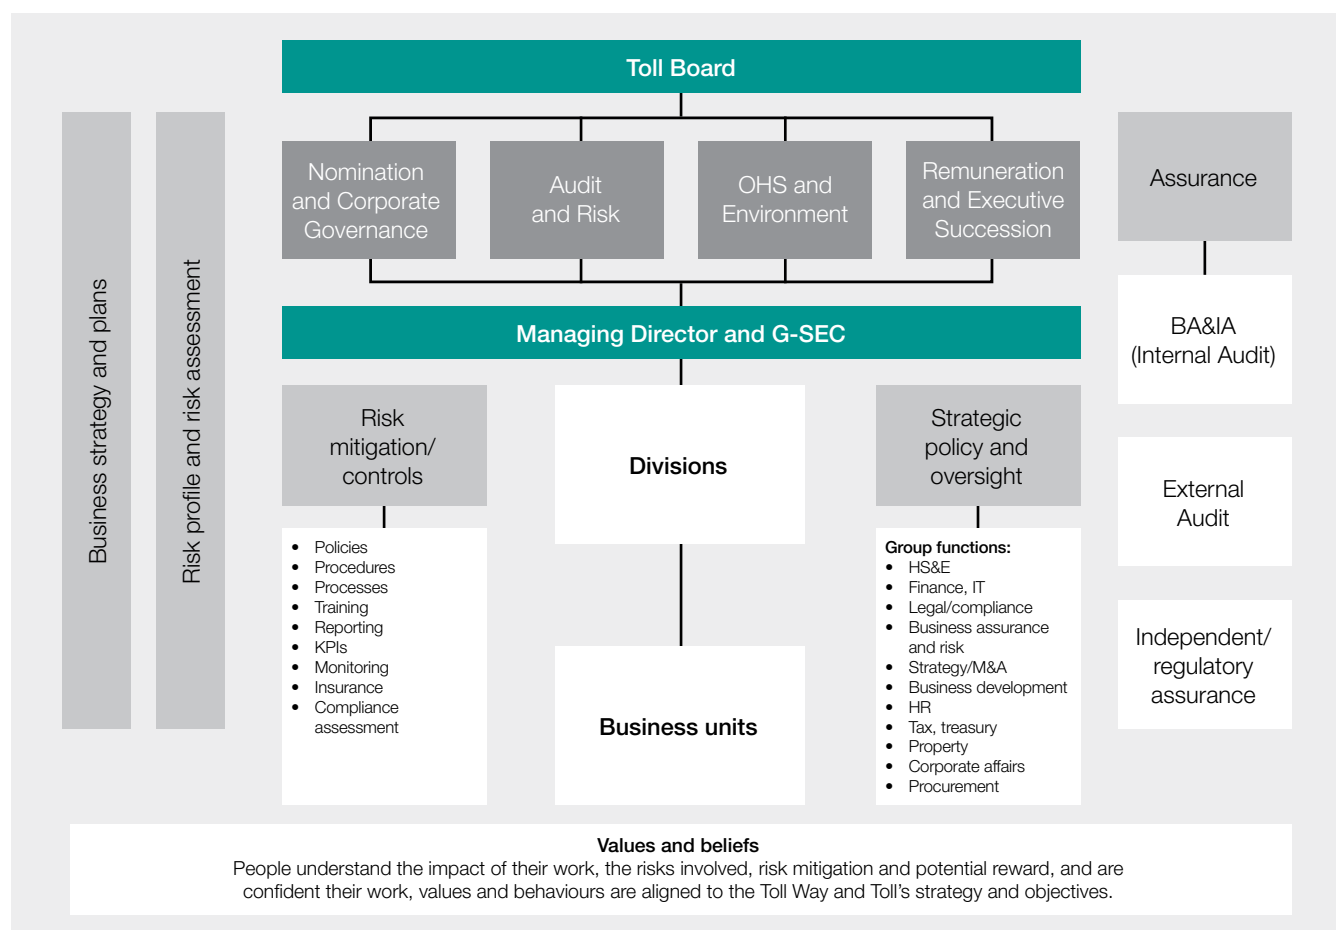 Toll Board
Business strategy and plans
Risk profile and risk assessment
Nomination
and Corporate
Governance
Audit
and Risk
OHS and
Environment
Remuneration
and Executive
Succession
Managing Director and G-SEC
Risk
mitigation/
controls
• Policies
• Procedures
• Processes
• Training
• Reporting
• KPIs
• Monitoring
• Insurance
• Compliance
assessment
Divisions
Business units
Strategic
policy and
oversight
Group functions:
• HS&E
• Finance, IT
• Legal/compliance
• Business assurance
and risk
• Strategy/M&A
• Business development
• HR
• Tax, treasury
• Property
• Corporate affairs
• Procurement
Assurance
BA&IA
(Internal Audit)
External
Audit
Independent/
regulatory
assurance
Values and beliefs
People understand the impact of their work, the risks involved, risk mitigation and potential reward, and are
confident their work, values and behaviours are aligned to the Toll Way and Toll's strategy and objectives.